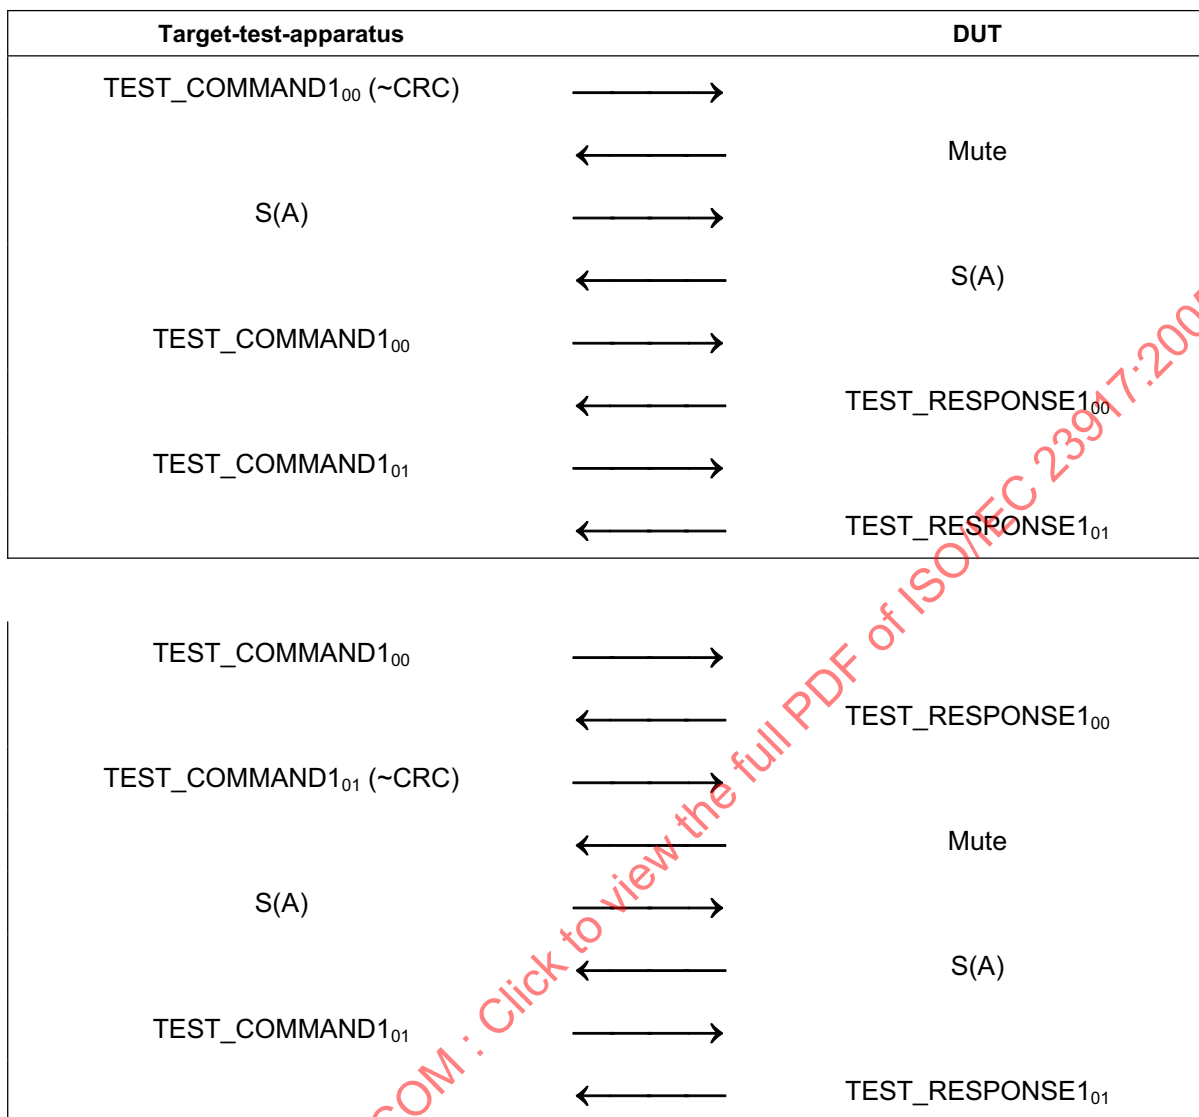 Target-test-apparatus DUT
TEST_COMMAND1₀₀ (~CRC)
Mute
S(A)
S(A)
TEST_COMMAND1₀₀
TEST_RESPONSE1₀₀
TEST_COMMAND1₀₁
TEST_RESPONSE1₀₁
TEST_COMMAND1₀₀
TEST_RESPONSE1₀₀
TEST_COMMAND1₀₁ (~CRC)
Mute
S(A)
S(A)
TEST_COMMAND1₀₁
TEST_RESPONSE1₀₁
COM : Click to view the full PDF of ISO/IEC 23917:200